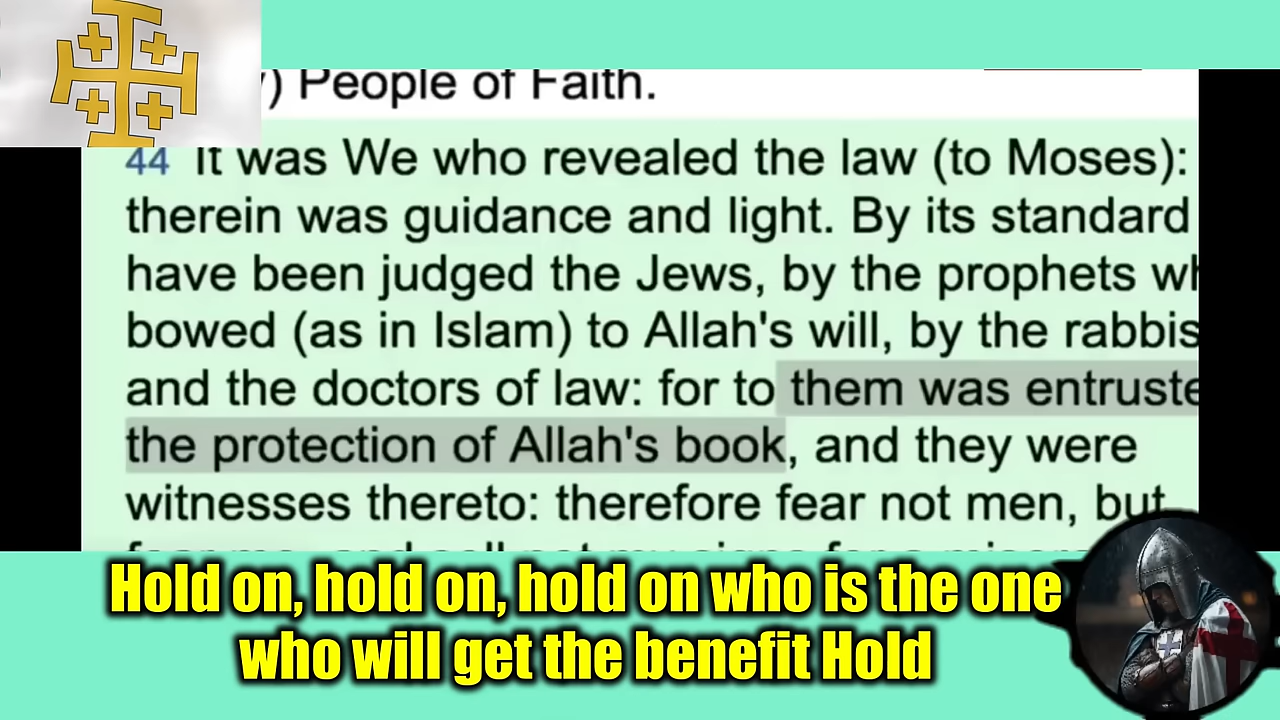 ) People of Faith.
44 It was We who revealed the law (to Moses):
therein was guidance and light. By its standard
have been judged the Jews, by the prophets wh
bowed (as in Islam) to Allah's will, by the rabbis
and the doctors of law: for to them was entruste
the protection of Allah's book, and they were
witnesses thereto: therefore fear not men, but
Hold on, hold on, hold on who is the one
who will get the benefit Hold